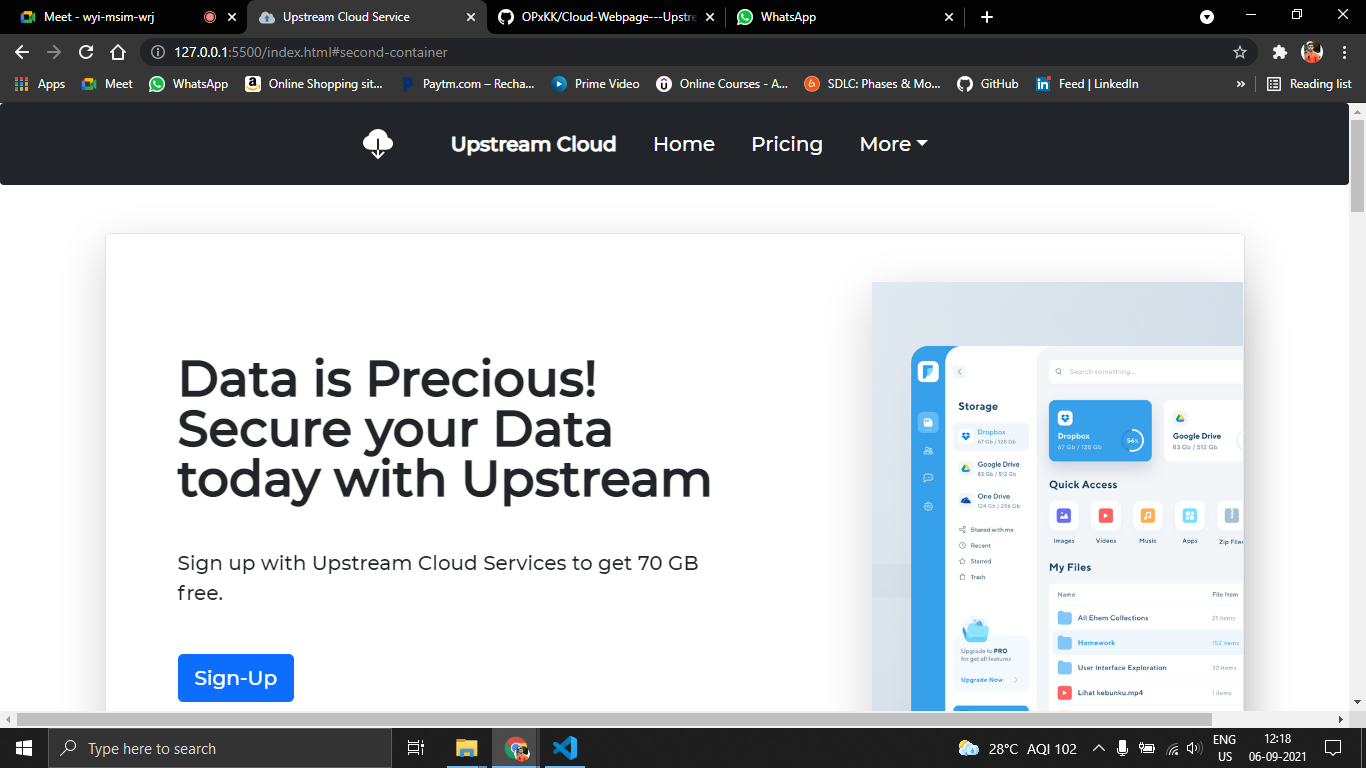 Meet - wyi-msim-wrj
Upstream Cloud Service
OPxKK/Cloud-Webpage---Upstre
WhatsApp
127.0.0.1:5500/index.html#second-container
Apps
Meet
WhatsApp
Online Shopping sit...
Paytm.com – Recha...
Prime Video
Online Courses - A...
SDLC: Phases & Mo...
GitHub
Feed | LinkedIn
»
Reading list
Upstream Cloud
Home
Pricing
More
Data is Precious!
Secure your Data
today with Upstream
Sign up with Upstream Cloud Services to get 70 GB
free.
Sign-Up
Storage
Dropbox
67 Gb / 128 Gb
Google Drive
83 Gb / 512 Gb
One Drive
124 Gb / 256 Gb
Shared with me
Recent
Starred
Trash
Upgrade to PRO
for get all features
Upgrade Now
Search something...
Dropbox
67 Gb / 128 Gb
56%
Google Drive
83 Gb / 512 Gb
Quick Access
Images
Videos
Music
Apps
Zip Files
My Files
Name
File Item
All Ehem Collections
21 items
Homework
152 items
User Interface Exploration
32 items
Lihat kebunku.mp4
1 items
Type here to search
28°C AQI 102
ENG
US
12:18
06-09-2021